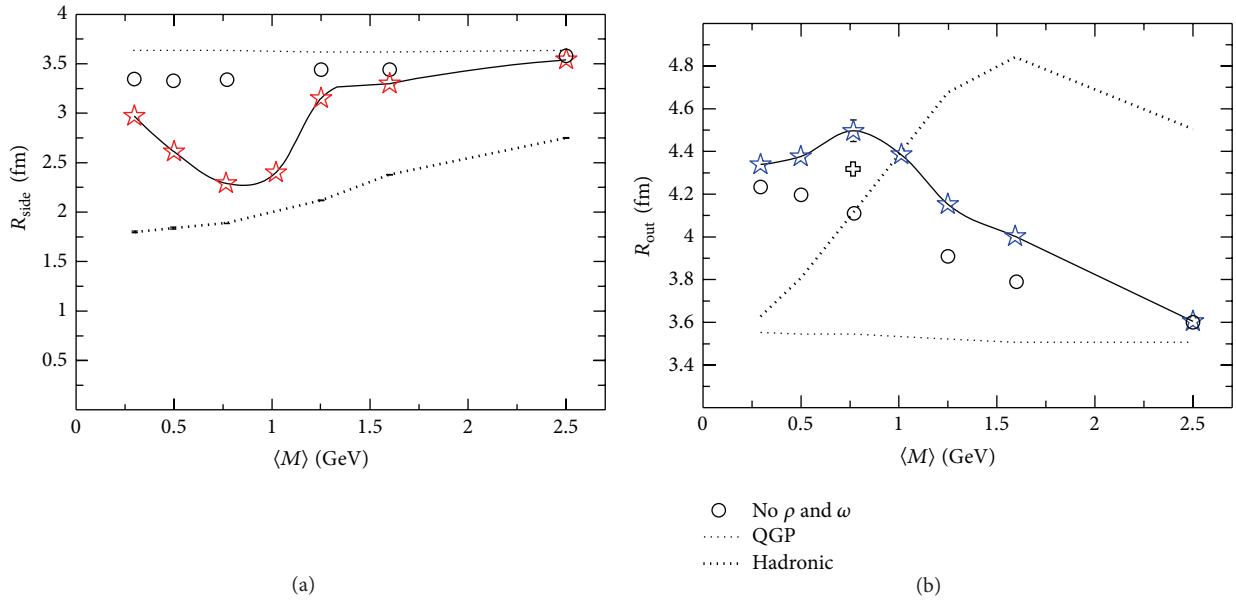 4
3.5
3
2.5
2
1.5
1
0.5
R_side (fm)
0 0.5 1 1.5 2 2.5
⟨M⟩ (GeV)
(a)
4.8
4.6
4.4
4.2
4
3.8
3.6
3.4
R_out (fm)
0 0.5 1 1.5 2 2.5
⟨M⟩ (GeV)
No ρ and ω
QGP
Hadronic
(b)